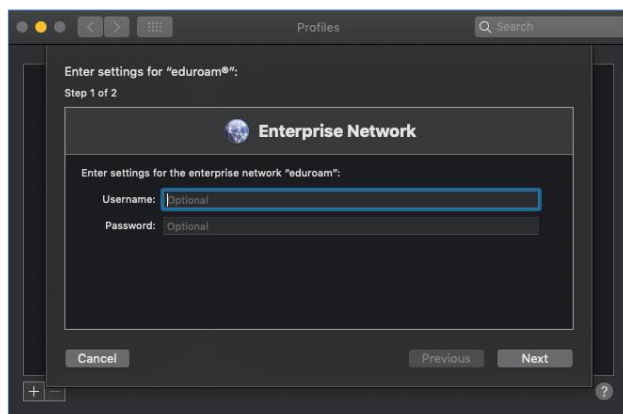 Profiles
Search
Enter settings for “eduroam®”:
Step 1 of 2
Enterprise Network
Enter settings for the enterprise network “eduroam”:
Username: Optional
Password: Optional
Cancel
Previous
Next
+ −
?